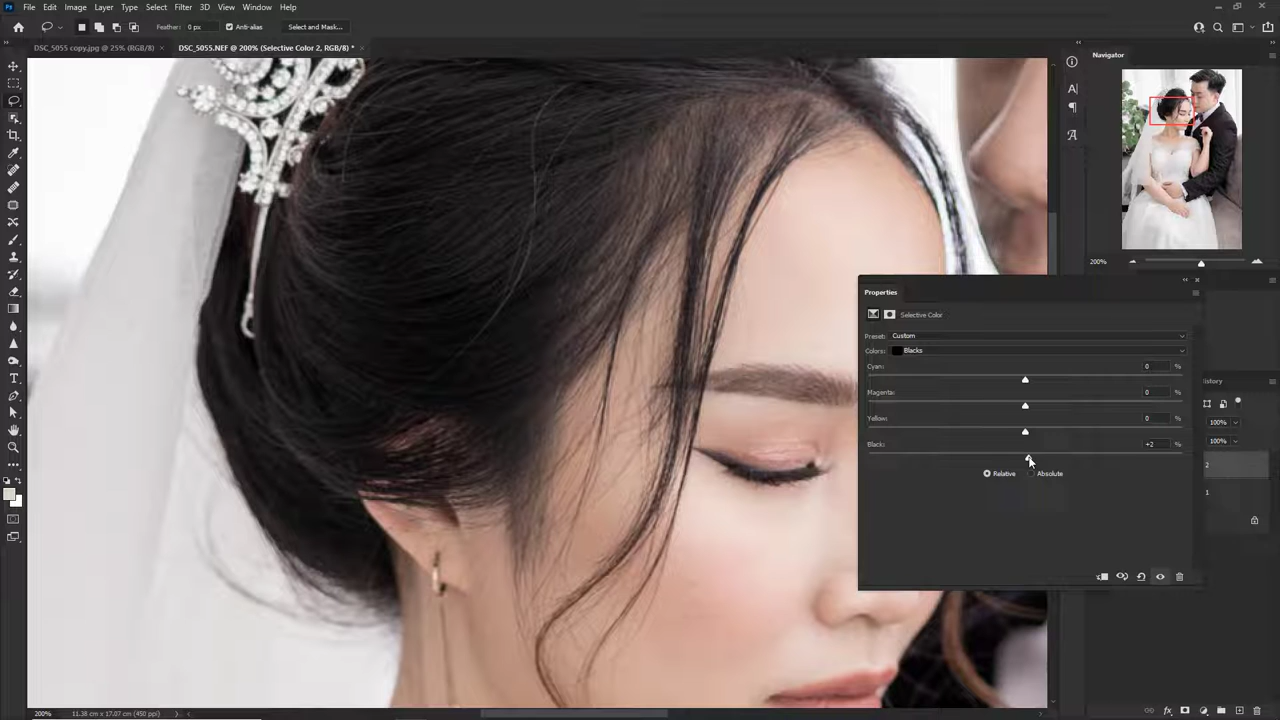 Ps File Edit Image Layer Type Select Filter 3D View Window Help
Feather: 0 px Anti-alias Select and Mask...
DSC_5055 copy.jpg @ 25% (RGB/8) × DSC_5055.NEF @ 200% (Selective Color 2, RGB/8) * ×
Navigator
200%
Properties
Selective Color
Preset: Custom
Colors: Blacks
Cyan: 0 %
Magenta: 0 %
Yellow: 0 %
Black: +2 %
Relative Absolute
History
100%
100%
2
1
200% 11.38 cm x 17.07 cm (450 ppi)